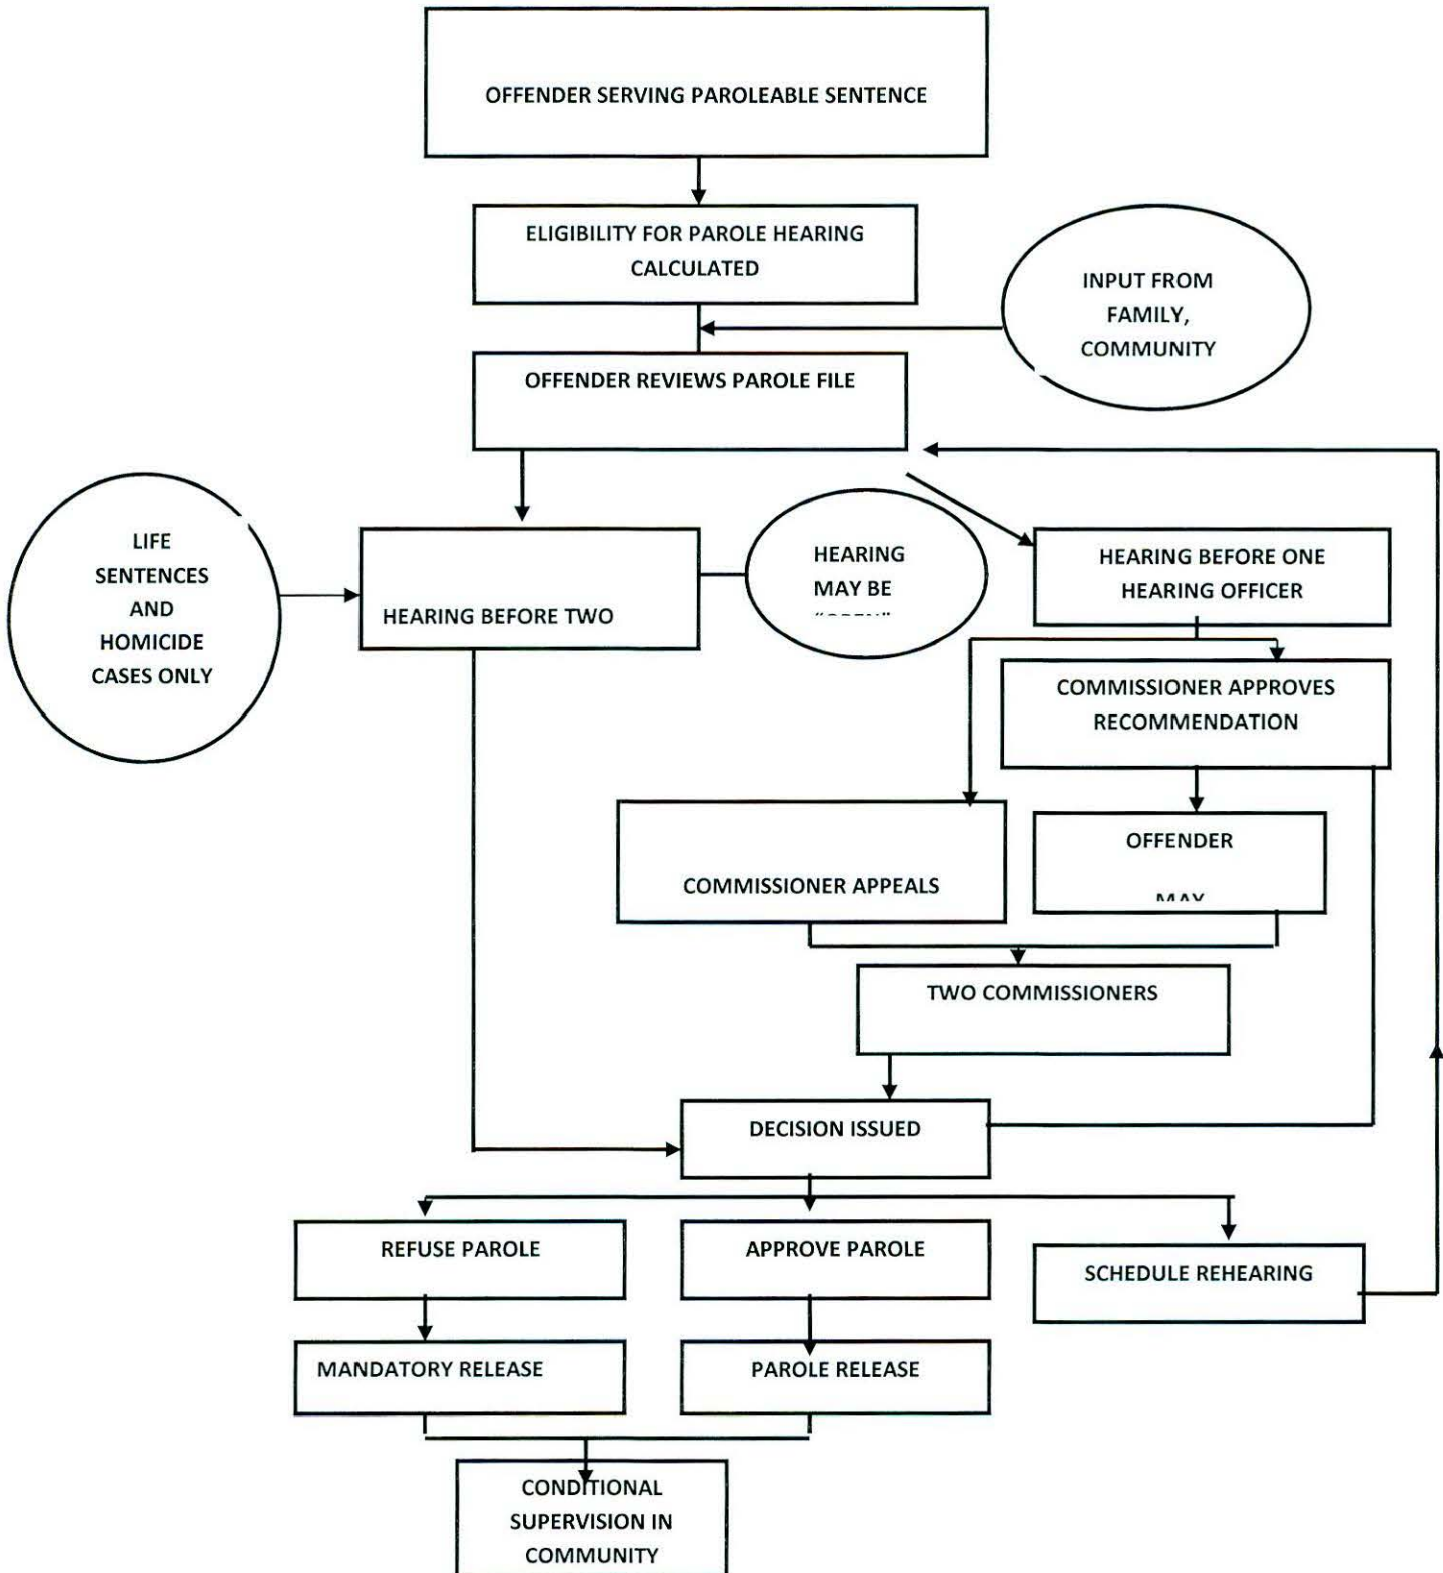 OFFENDER SERVING PAROLEABLE SENTENCE
ELIGIBILITY FOR PAROLE HEARING
CALCULATED
INPUT FROM
FAMILY,
COMMUNITY
OFFENDER REVIEWS PAROLE FILE
LIFE
SENTENCES
AND
HOMICIDE
CASES ONLY
HEARING BEFORE TWO
HEARING
MAY BE
HEARING BEFORE ONE
HEARING OFFICER
COMMISSIONER APPROVES
RECOMMENDATION
COMMISSIONER APPEALS
OFFENDER
MAY
TWO COMMISSIONERS
DECISION ISSUED
REFUSE PAROLE
APPROVE PAROLE
SCHEDULE REHEARING
MANDATORY RELEASE
PAROLE RELEASE
CONDITIONAL
SUPERVISION IN
COMMUNITY